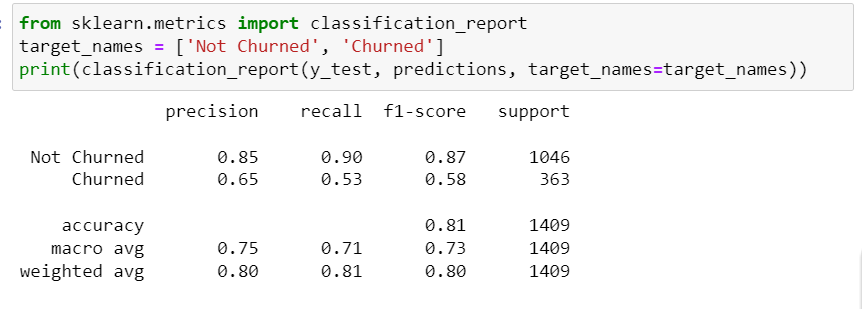 from sklearn.metrics import classification_report
target_names = ['Not Churned', 'Churned']
print(classification_report(y_test, predictions, target_names=target_names))
precision recall f1-score support
Not Churned 0.85 0.90 0.87 1046
Churned 0.65 0.53 0.58 363
accuracy 0.81 1409
macro avg 0.75 0.71 0.73 1409
weighted avg 0.80 0.81 0.80 1409